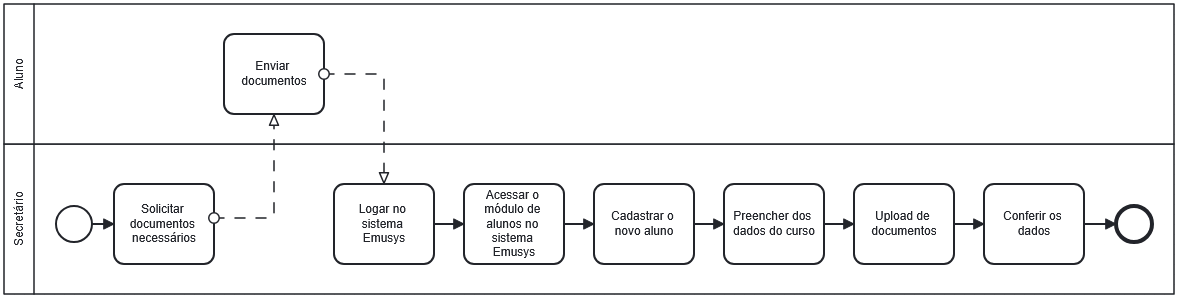 Aluno
Enviar
documentos
Secretário
Solicitar
documentos
necessários
Logar no
sistema
Emusys
Acessar o
módulo de
alunos no
sistema
Emusys
Cadastrar o
novo aluno
Preencher dos
dados do curso
Upload de
documentos
Conferir os
dados